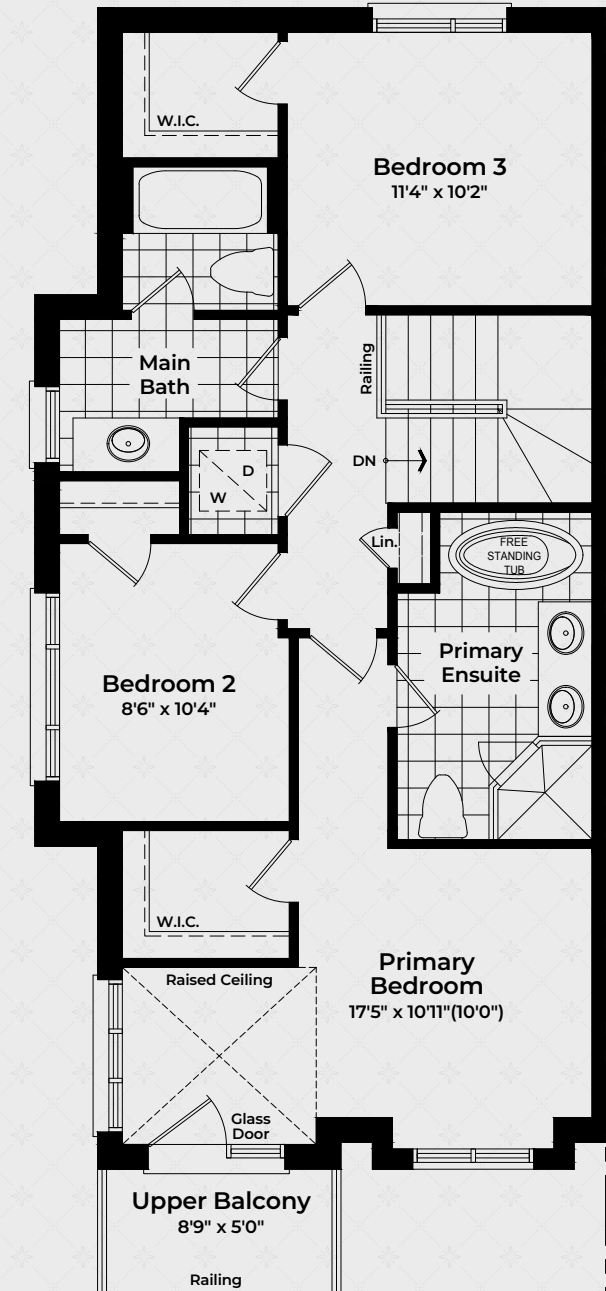 W.I.C.
Bedroom 3
11'4" x 10'2"
Main
Bath
Railing
DN
D
W
Lin.
FREE
STANDING
TUB
Primary
Ensuite
Bedroom 2
8'6" x 10'4"
W.I.C.
Raised Ceiling
Primary
Bedroom
17'5" x 10'11"(10'0")
Glass
Door
Upper Balcony
8'9" x 5'0"
Railing